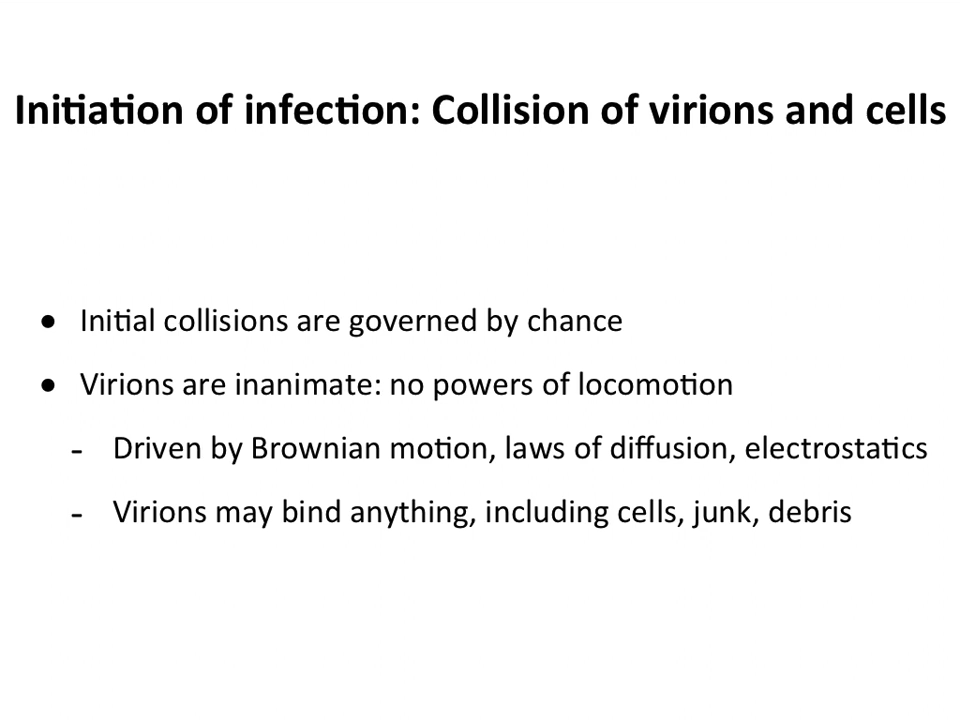 Initiation of infection: Collision of virions and cells
• Initial collisions are governed by chance
• Virions are inanimate: no powers of locomotion
- Driven by Brownian motion, laws of diffusion, electrostatics
- Virions may bind anything, including cells, junk, debris